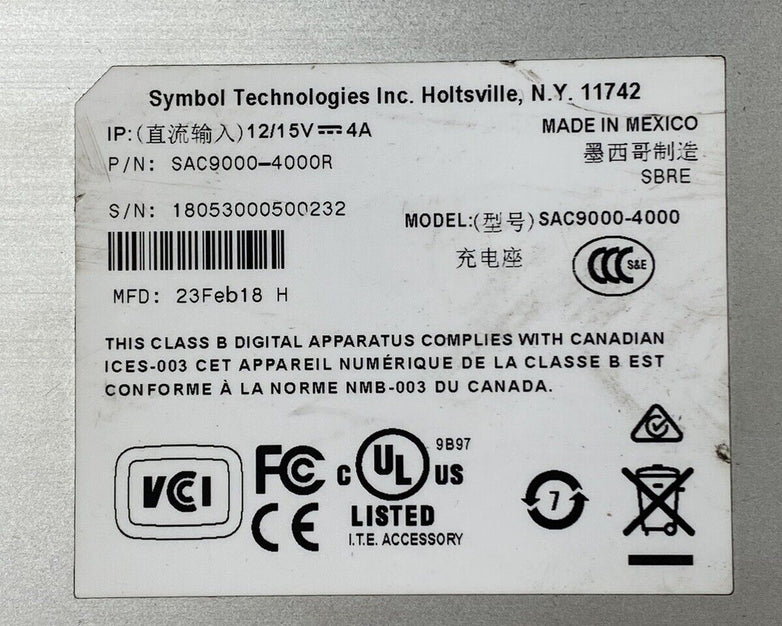 Symbol Technologies Inc. Holtsville, N.Y. 11742
IP:(直流输入)12/15V⎓4A
MADE IN MEXICO
P/N: SAC9000-4000R
墨西哥制造
SBRE
S/N: 18053000500232
MODEL:(型号)SAC9000-4000
充电座
CCC S&E
MFD: 23Feb18 H
THIS CLASS B DIGITAL APPARATUS COMPLIES WITH CANADIAN
ICES-003 CET APPAREIL NUMÉRIQUE DE LA CLASSE B EST
CONFORME À LA NORME NMB-003 DU CANADA.
VCI
FC
CE
C UL US
9B97
LISTED
I.T.E. ACCESSORY
7